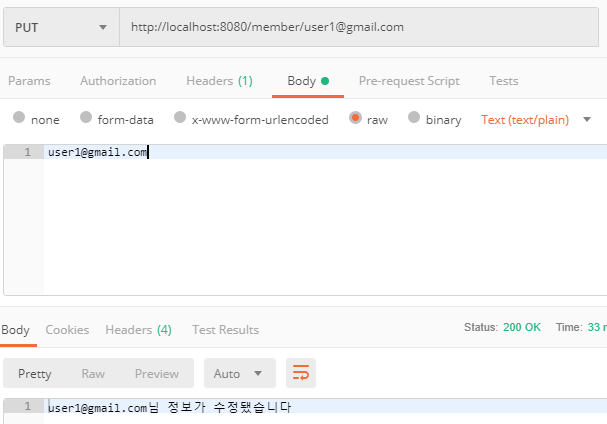 PUT http://localhost:8080/member/user1@gmail.com
Params Authorization Headers (1) Body Pre-request Script Tests
none form-data x-www-form-urlencoded raw binary Text (text/plain)
1 user1@gmail.com
Body Cookies Headers (4) Test Results Status: 200 OK Time: 33
Pretty Raw Preview Auto
1 user1@gmail.com님 정보가 수정됐습니다